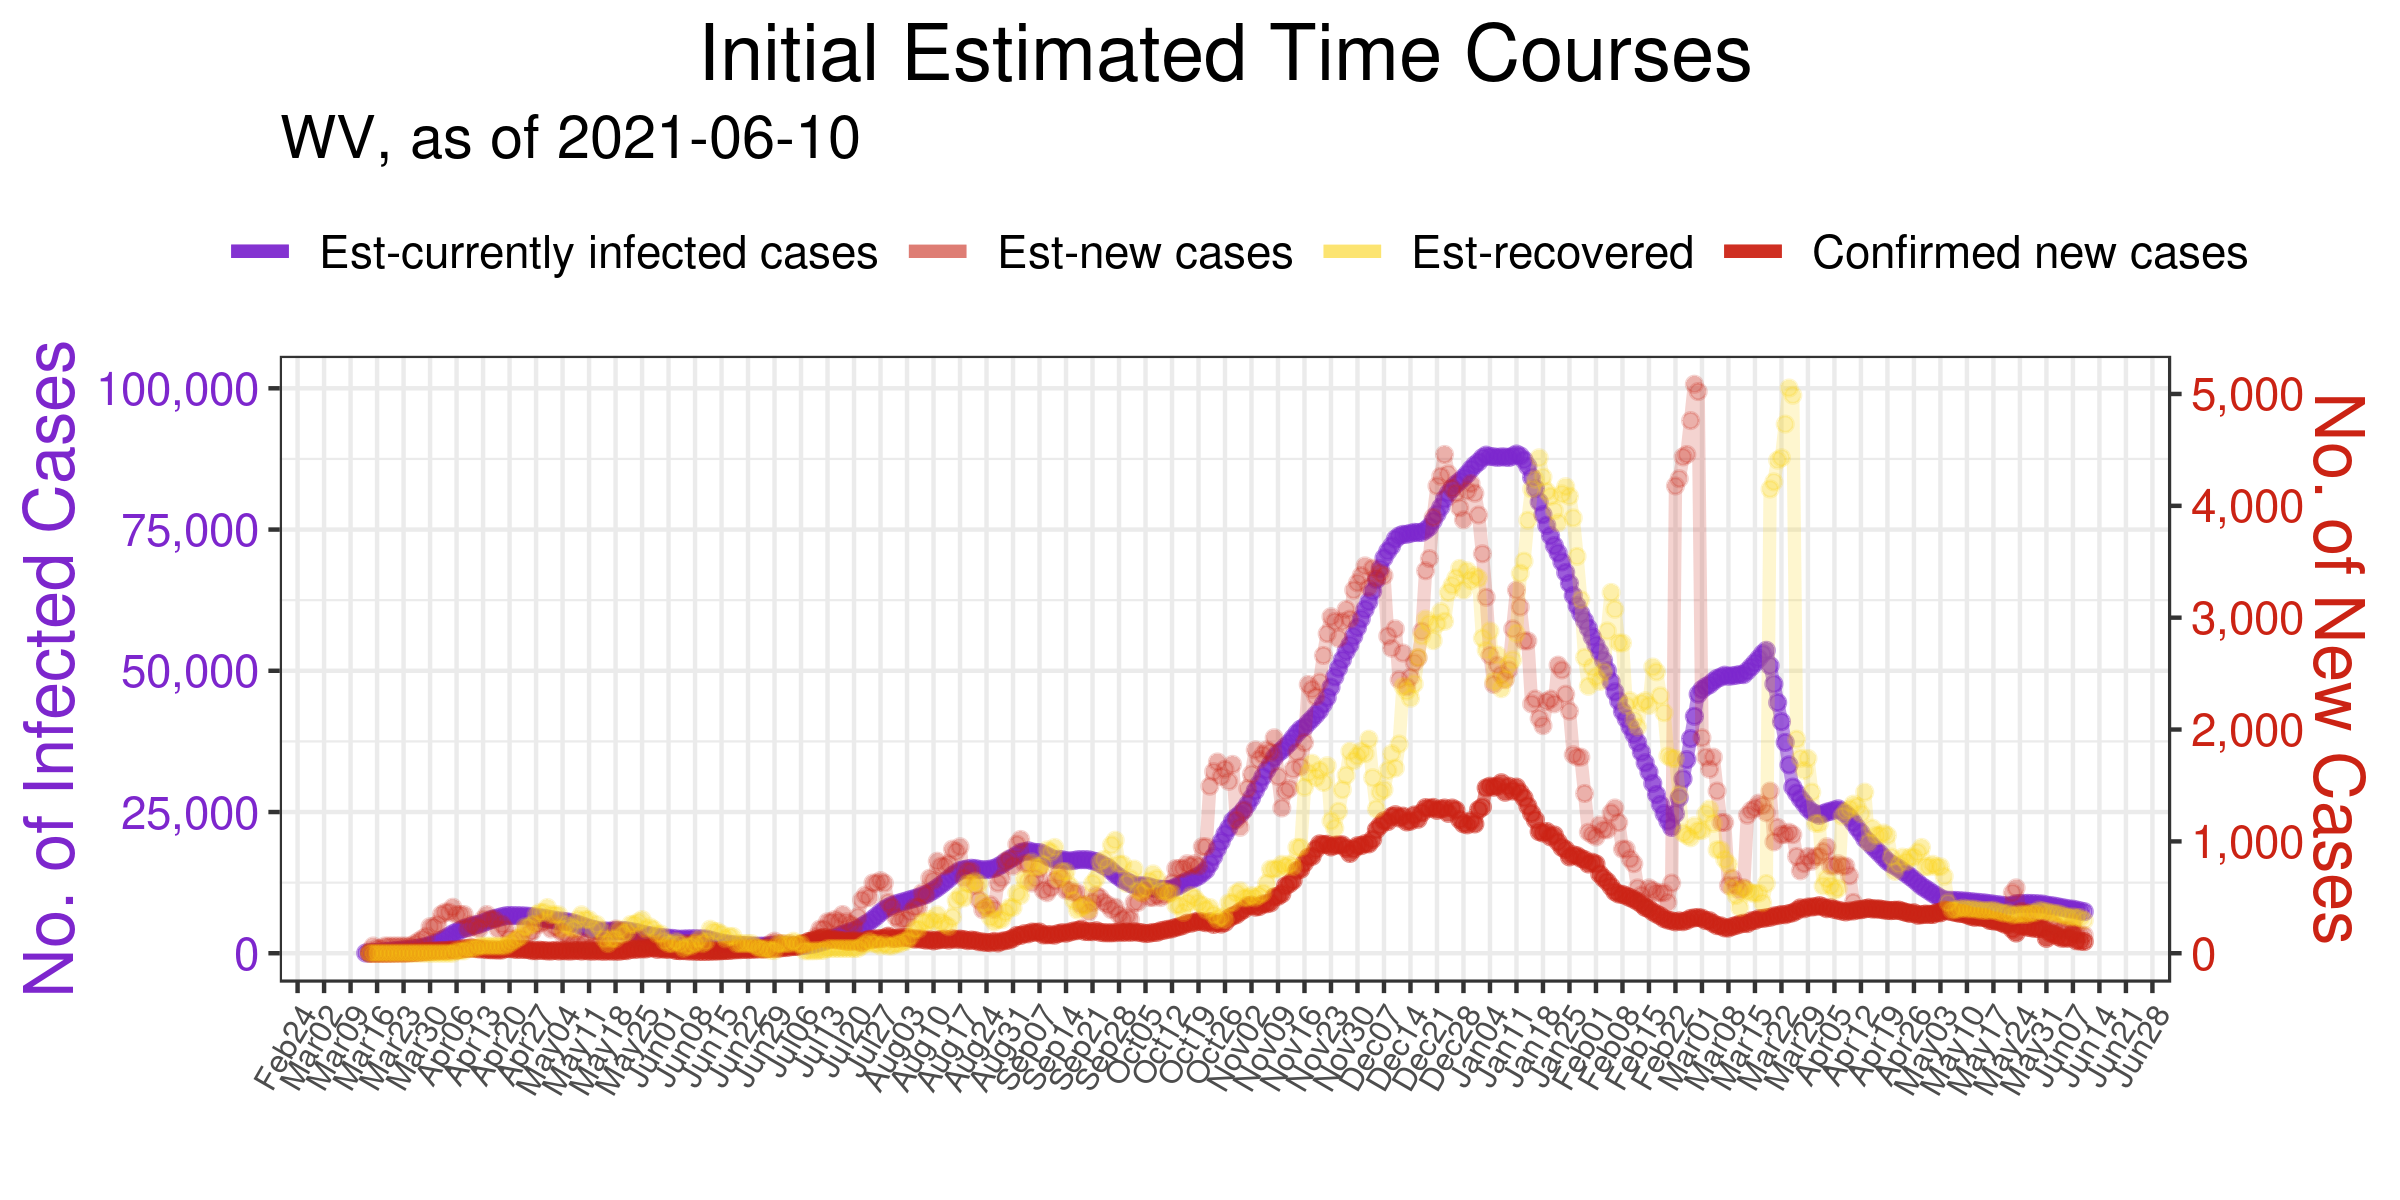 Initial Estimated Time Courses
WV, as of 2021-06-10
Est-currently infected cases Est-new cases Est-recovered Confirmed new cases
No. of Infected Cases
100,000
75,000
50,000
25,000
0
5,000
4,000
3,000
2,000
1,000
0
No. of New Cases
Feb24 Mar02 Mar09 Mar16 Mar23 Mar30 Apr06 Apr13 Apr20 Apr27 May04 May11 May18 May25 Jun01 Jun08 Jun15 Jun22 Jun29 Jul06 Jul13 Jul20 Jul27 Aug03 Aug10 Aug17 Aug24 Aug31 Sep07 Sep14 Sep21 Sep28 Oct05 Oct12 Oct19 Oct26 Nov02 Nov09 Nov16 Nov23 Nov30 Dec07 Dec14 Dec21 Dec28 Jan04 Jan11 Jan18 Jan25 Feb01 Feb08 Feb15 Feb22 Mar01 Mar08 Mar15 Mar22 Mar29 Apr05 Apr12 Apr19 Apr26 May03 May10 May17 May24 May31 Jun07 Jun14 Jun21 Jun28